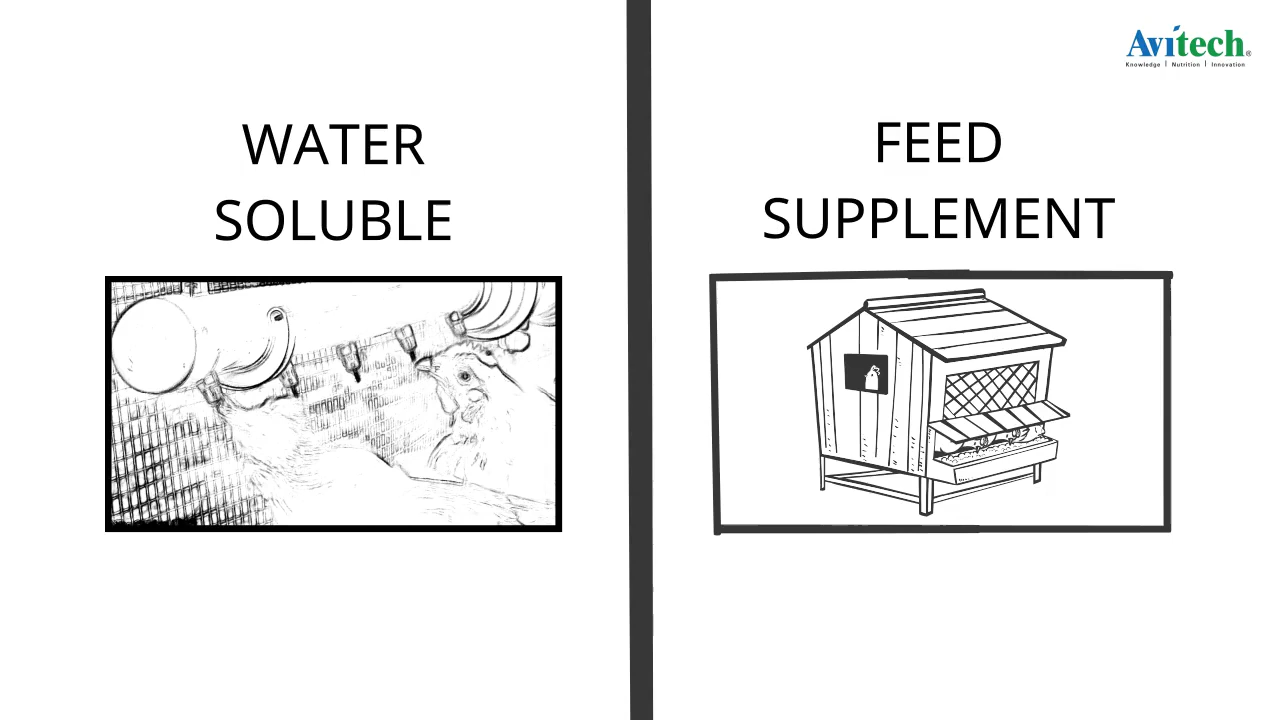 WATER
SOLUBLE
FEED
SUPPLEMENT
Avitech®
Knowledge | Nutrition | Innovation